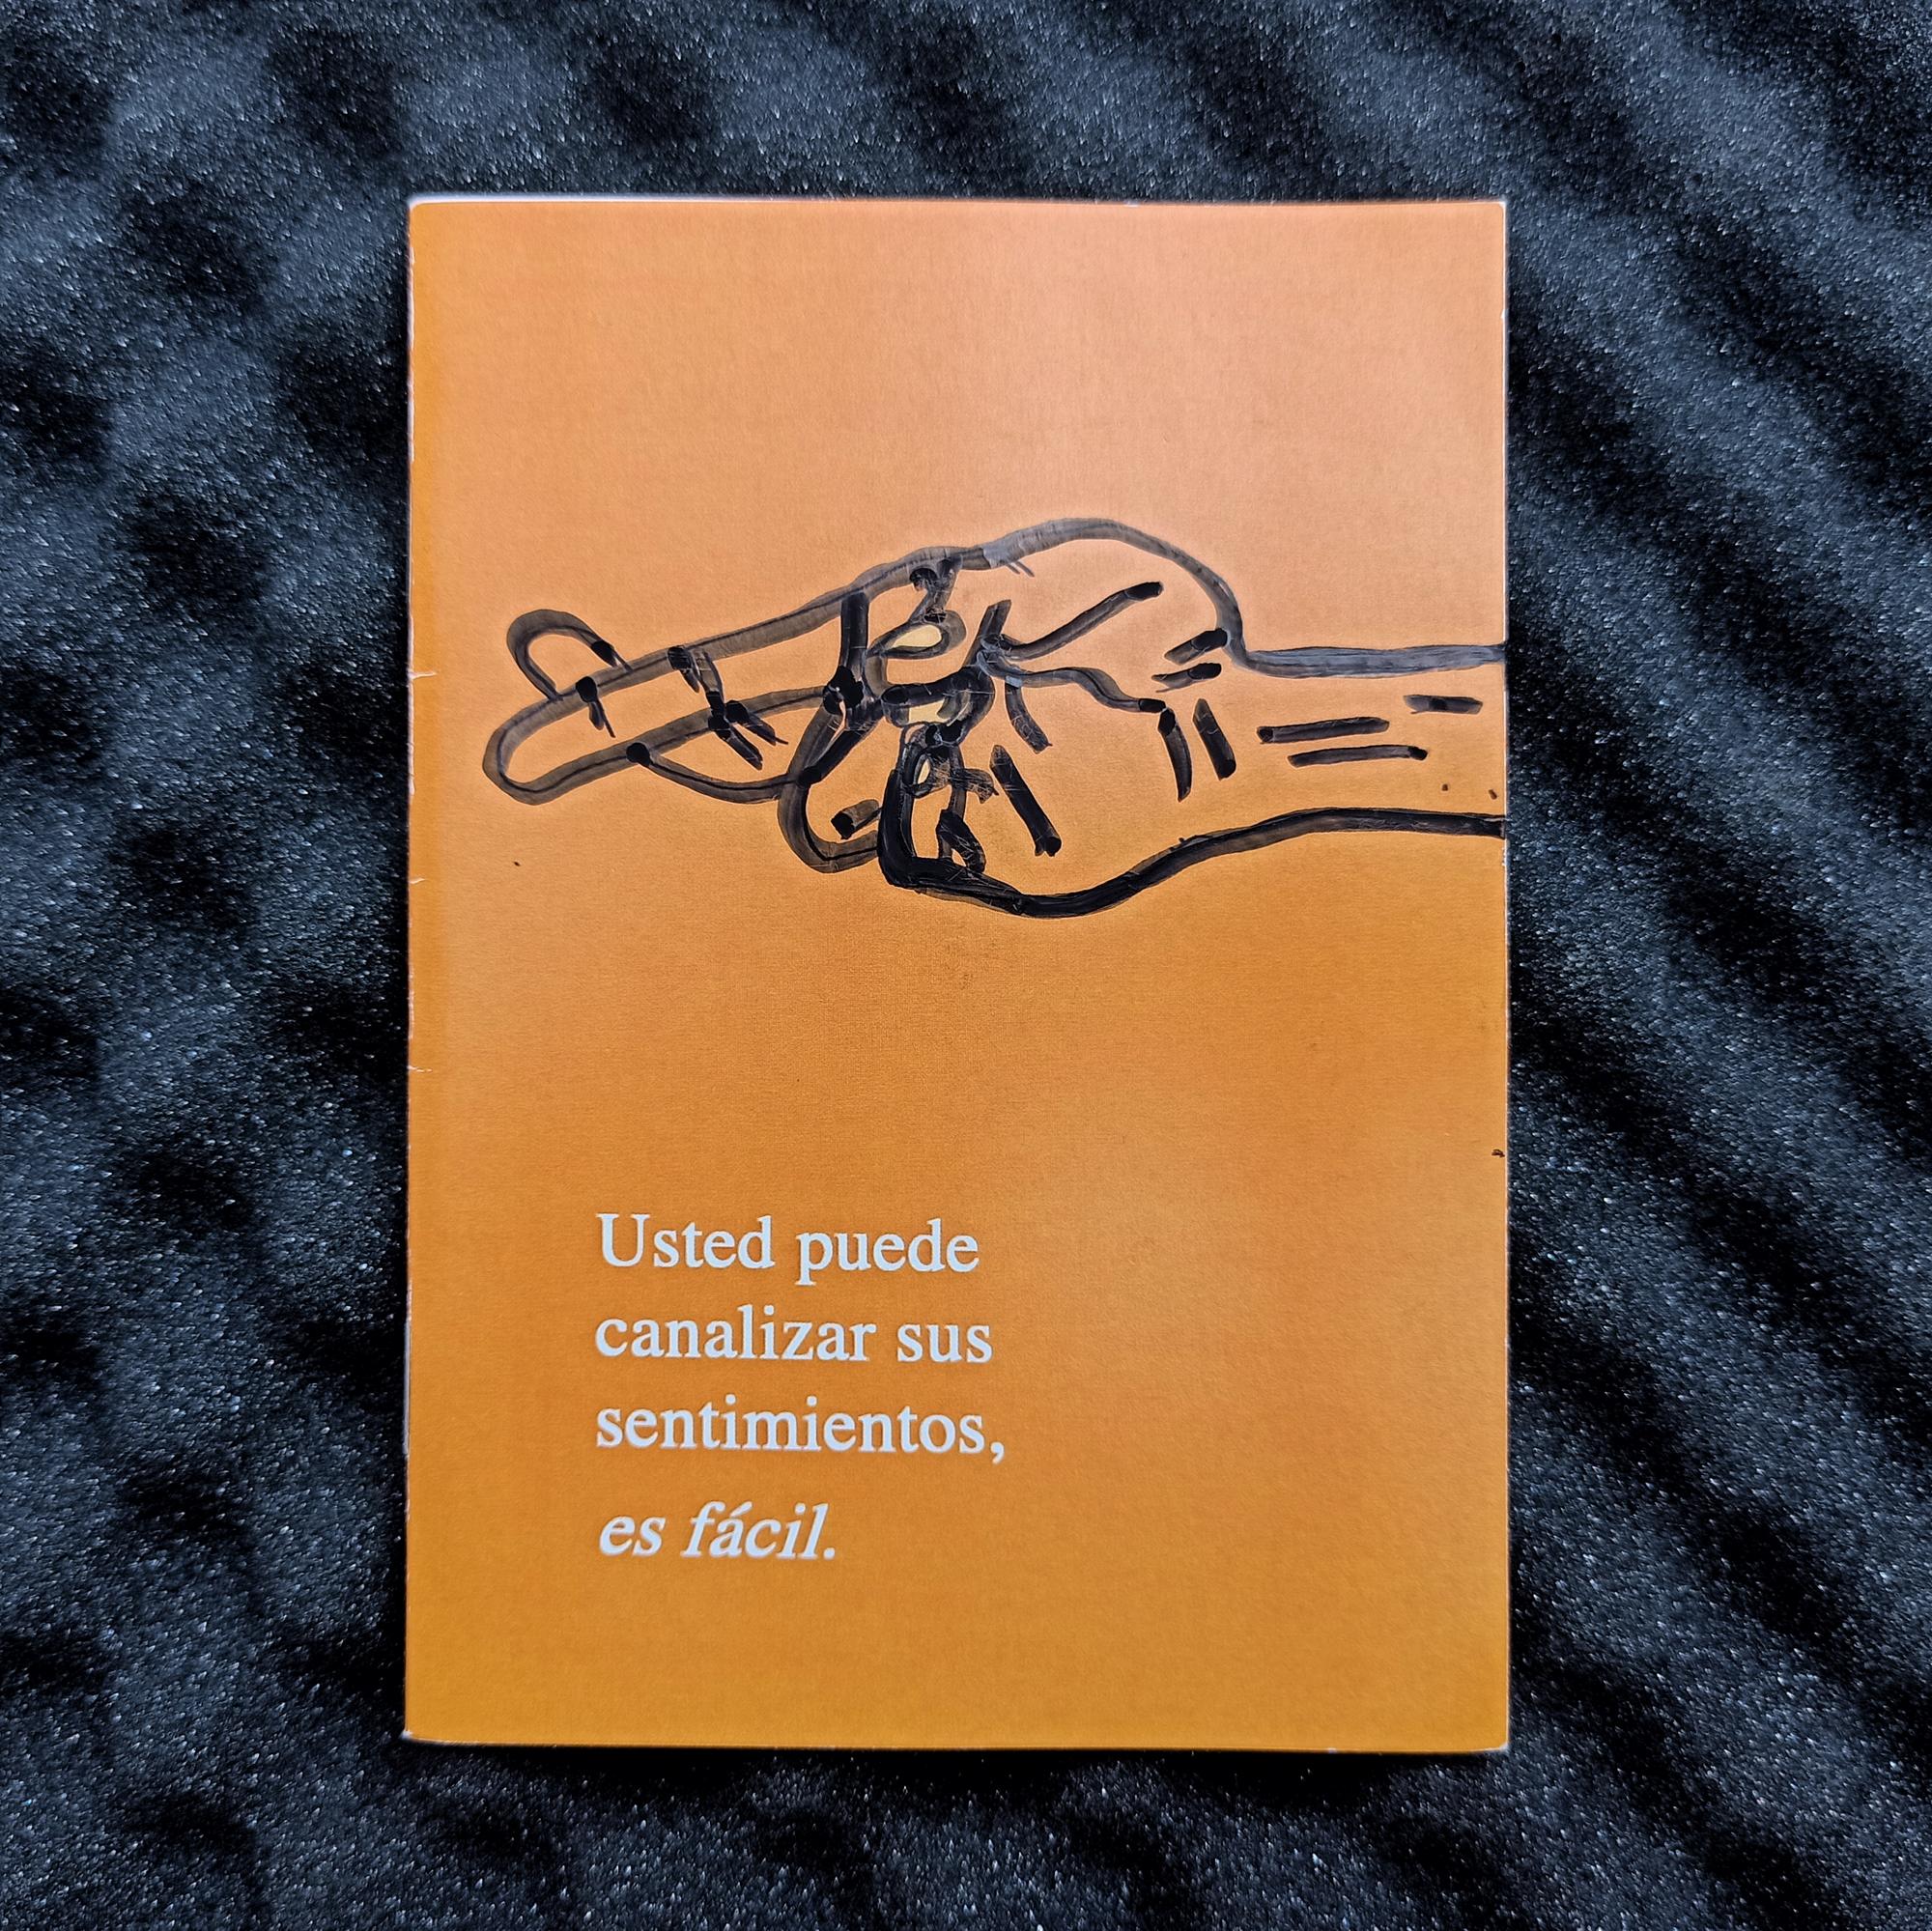 Usted puede
canalizar sus
sentimientos,
es fácil.